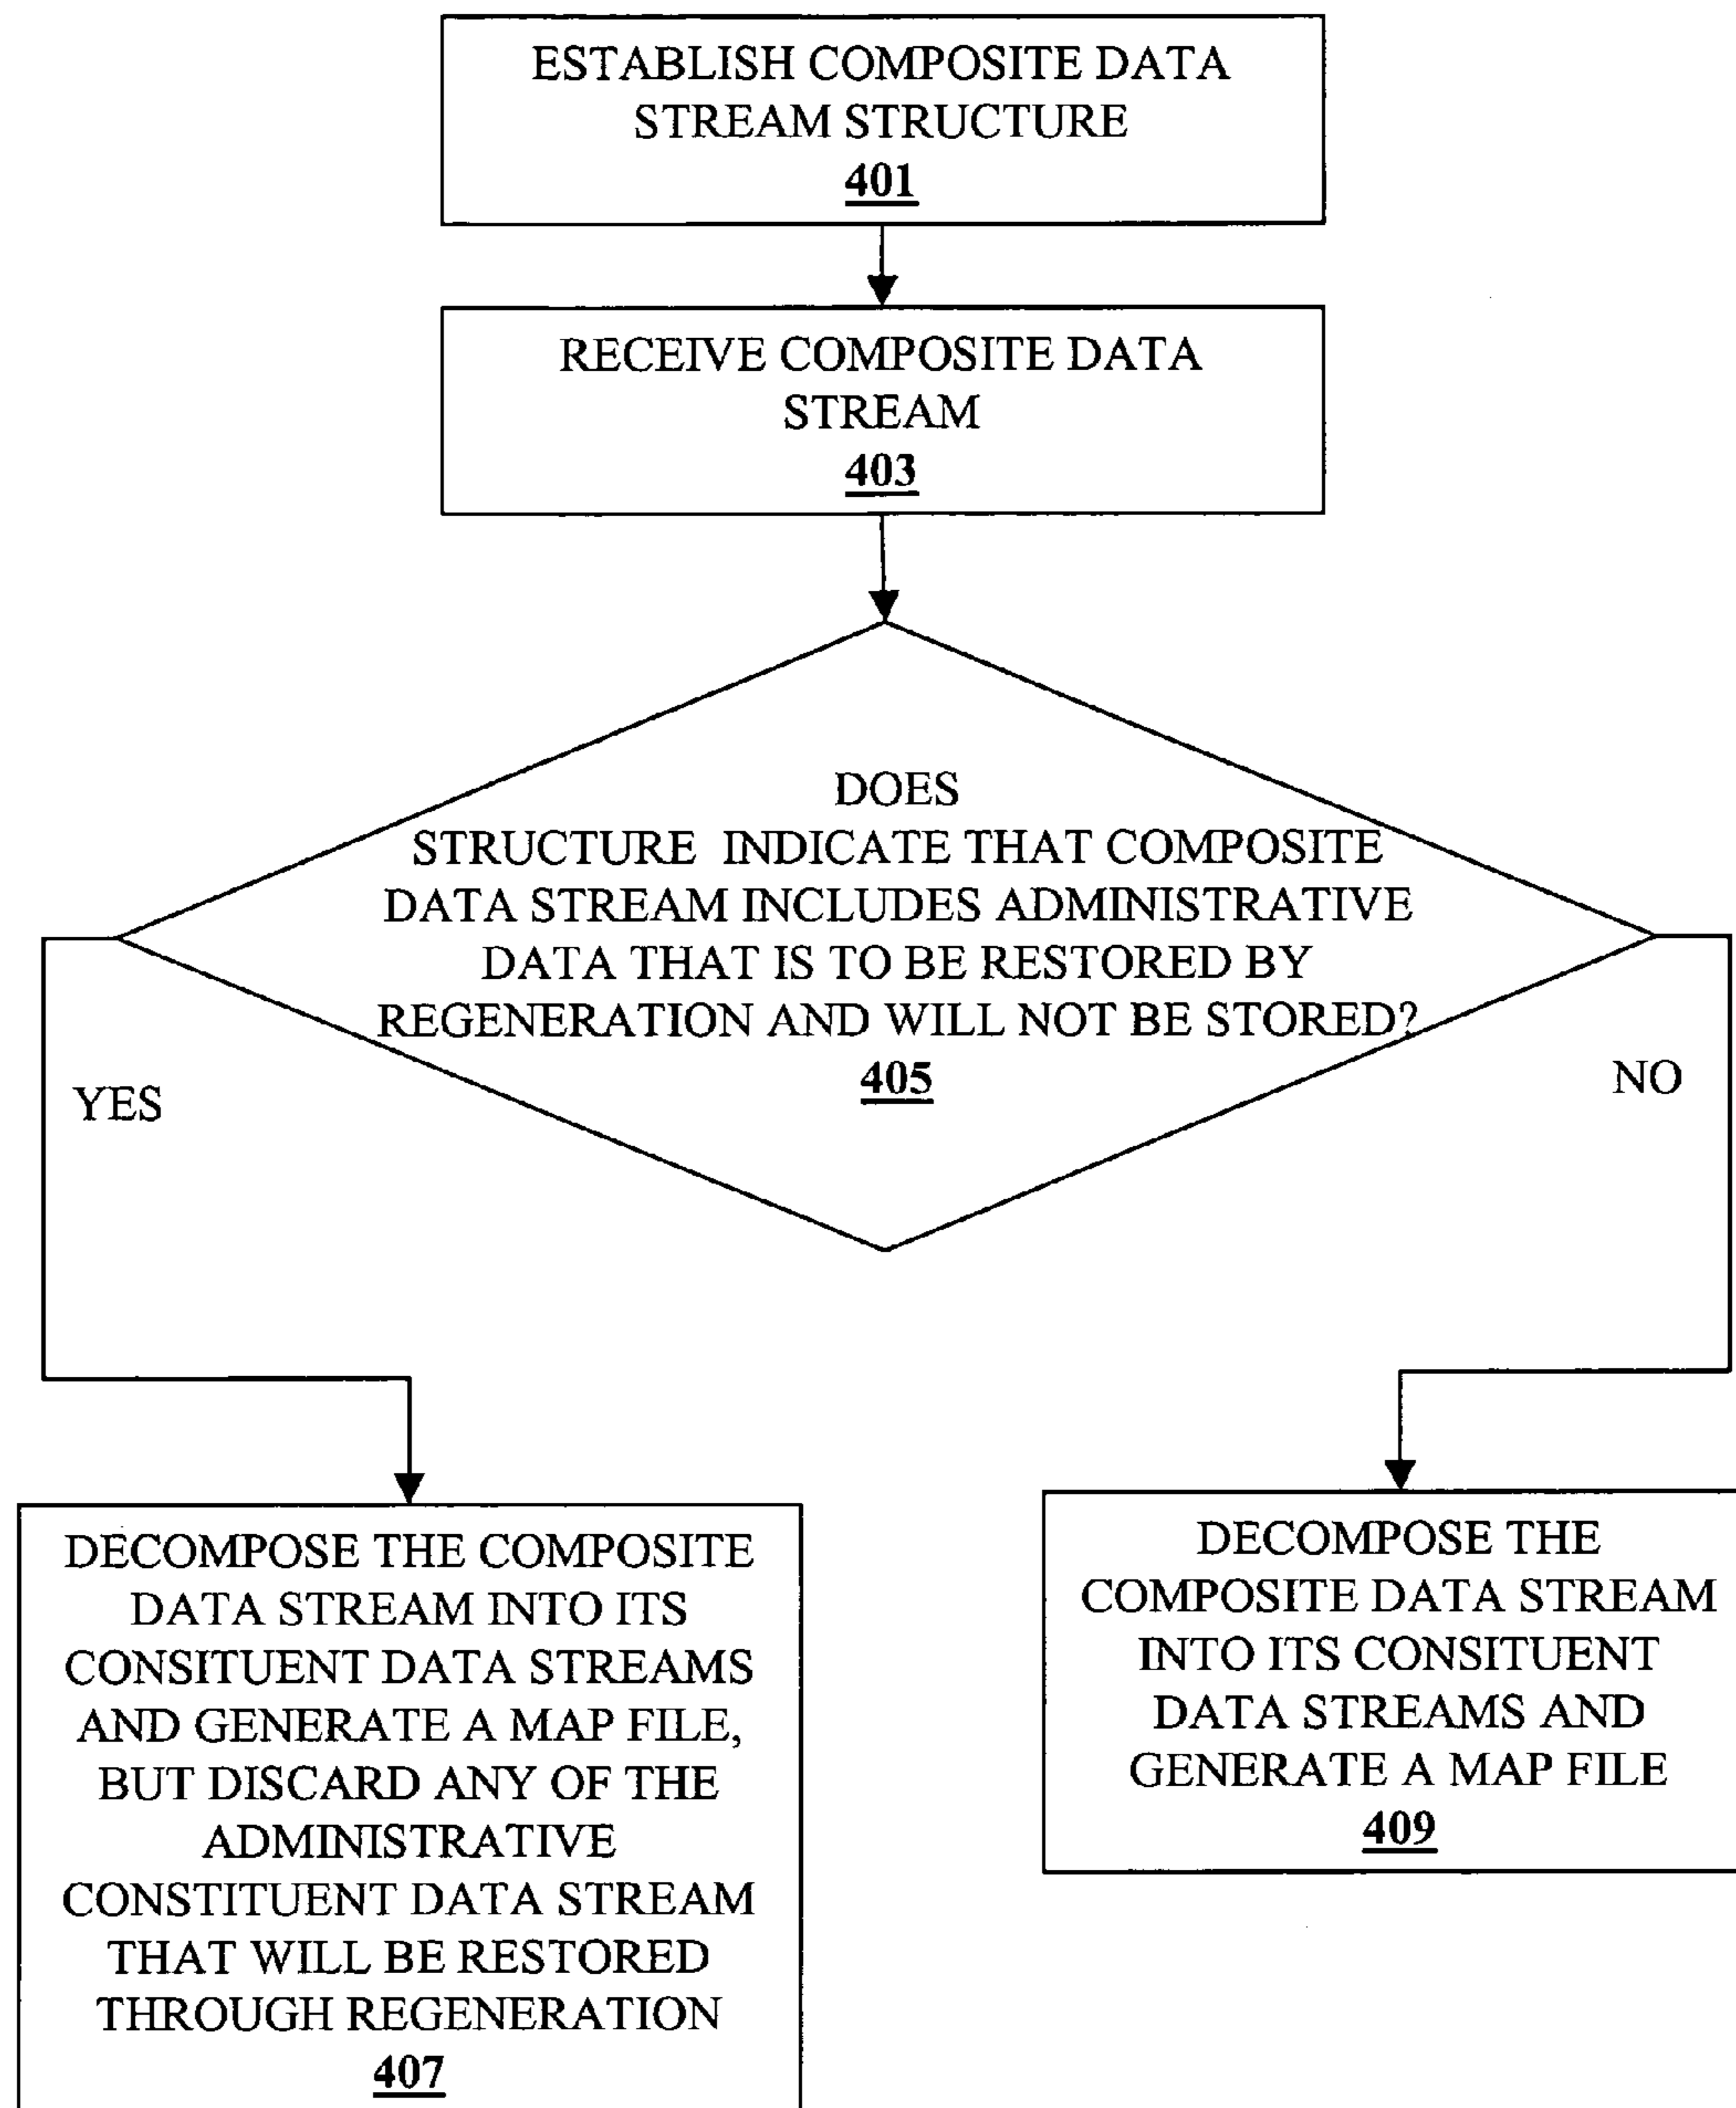 ESTABLISH COMPOSITE DATA
STREAM STRUCTURE
401
RECEIVE COMPOSITE DATA
STREAM
403
DOES
STRUCTURE INDICATE THAT COMPOSITE
DATA STREAM INCLUDES ADMINISTRATIVE
DATA THAT IS TO BE RESTORED BY
REGENERATION AND WILL NOT BE STORED?
405
YES
NO
DECOMPOSE THE COMPOSITE
DATA STREAM INTO ITS
CONSITUENT DATA STREAMS
AND GENERATE A MAP FILE,
BUT DISCARD ANY OF THE
ADMINISTRATIVE
CONSTITUENT DATA STREAM
THAT WILL BE RESTORED
THROUGH REGENERATION
407
DECOMPOSE THE
COMPOSITE DATA STREAM
INTO ITS CONSITUENT
DATA STREAMS AND
GENERATE A MAP FILE
409